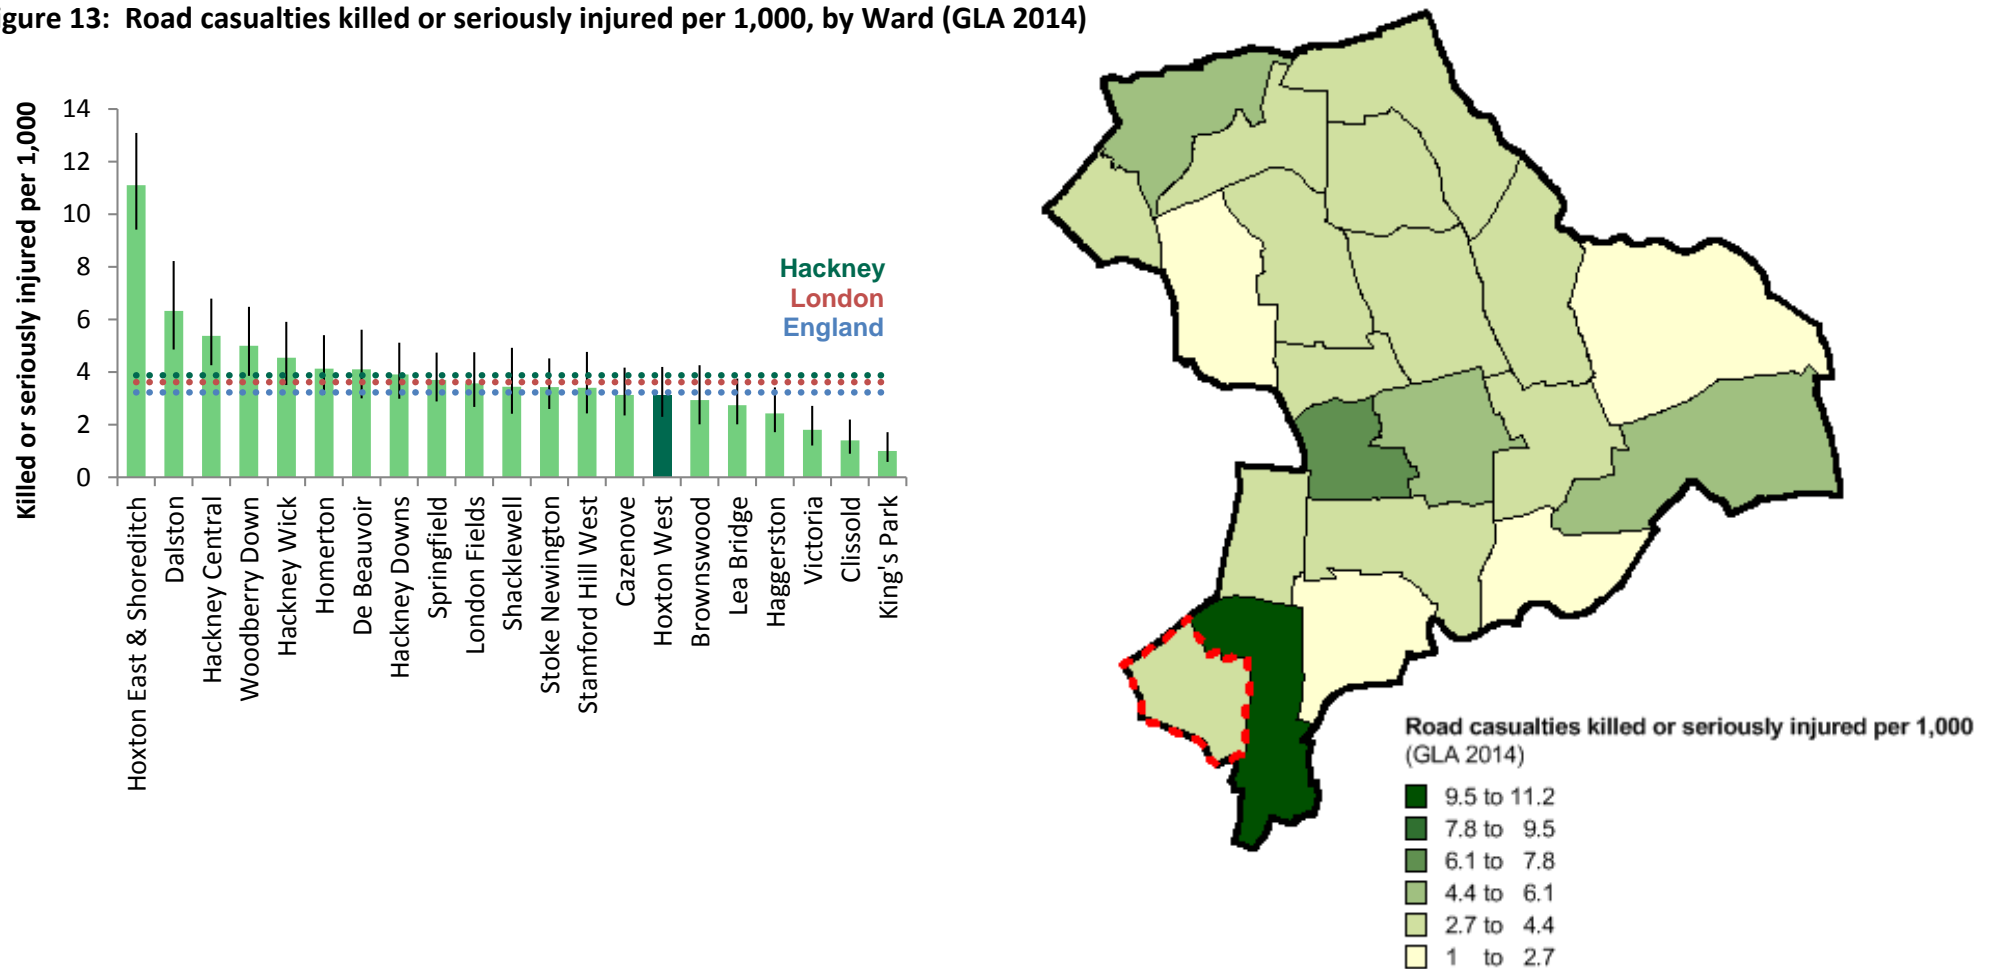 igure 13:  Road casualties killed or seriously injured per 1,000, by Ward (GLA 2014)
Killed or seriously injured per 1,000
14
12
10
8
6
4
2
0
Hackney
London
England
Hoxton East & Shoreditch
Dalston
Hackney Central
Woodberry Down
Hackney Wick
Homerton
De Beauvoir
Hackney Downs
Springfield
London Fields
Shacklewell
Stoke Newington
Stamford Hill West
Cazenove
Hoxton West
Brownswood
Lea Bridge
Haggerston
Victoria
Clissold
King's Park
Road casualties killed or seriously injured per 1,000
(GLA 2014)
9.5 to 11.2
7.8 to 9.5
6.1 to 7.8
4.4 to 6.1
2.7 to 4.4
1 to 2.7